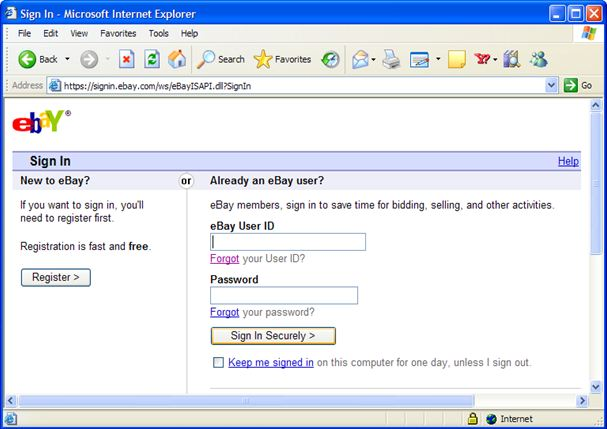 Sign In - Microsoft Internet Explorer
File Edit View Favorites Tools Help
Back Search Favorites
Address https://signin.ebay.com/ws/eBayISAPI.dll?SignIn Go
ebaY®
Sign In Help
New to eBay? or Already an eBay user?
If you want to sign in, you'll
need to register first.
Registration is fast and free.
Register >
eBay members, sign in to save time for bidding, selling, and other activities.
eBay User ID
Forgot your User ID?
Password
Forgot your password?
Sign In Securely >
Keep me signed in on this computer for one day, unless I sign out.
Internet